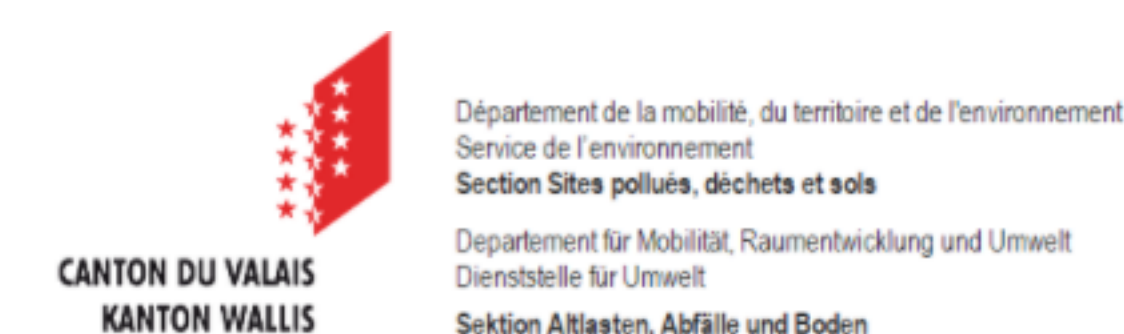 Département de la mobilité, du territoire et de l'environnement
Service de l'environnement
Section Sites pollués, déchets et sols
Departement für Mobilität, Raumentwicklung und Umwelt
Dienststelle für Umwelt
Sektion Altlasten, Abfälle und Boden
CANTON DU VALAIS
KANTON WALLIS